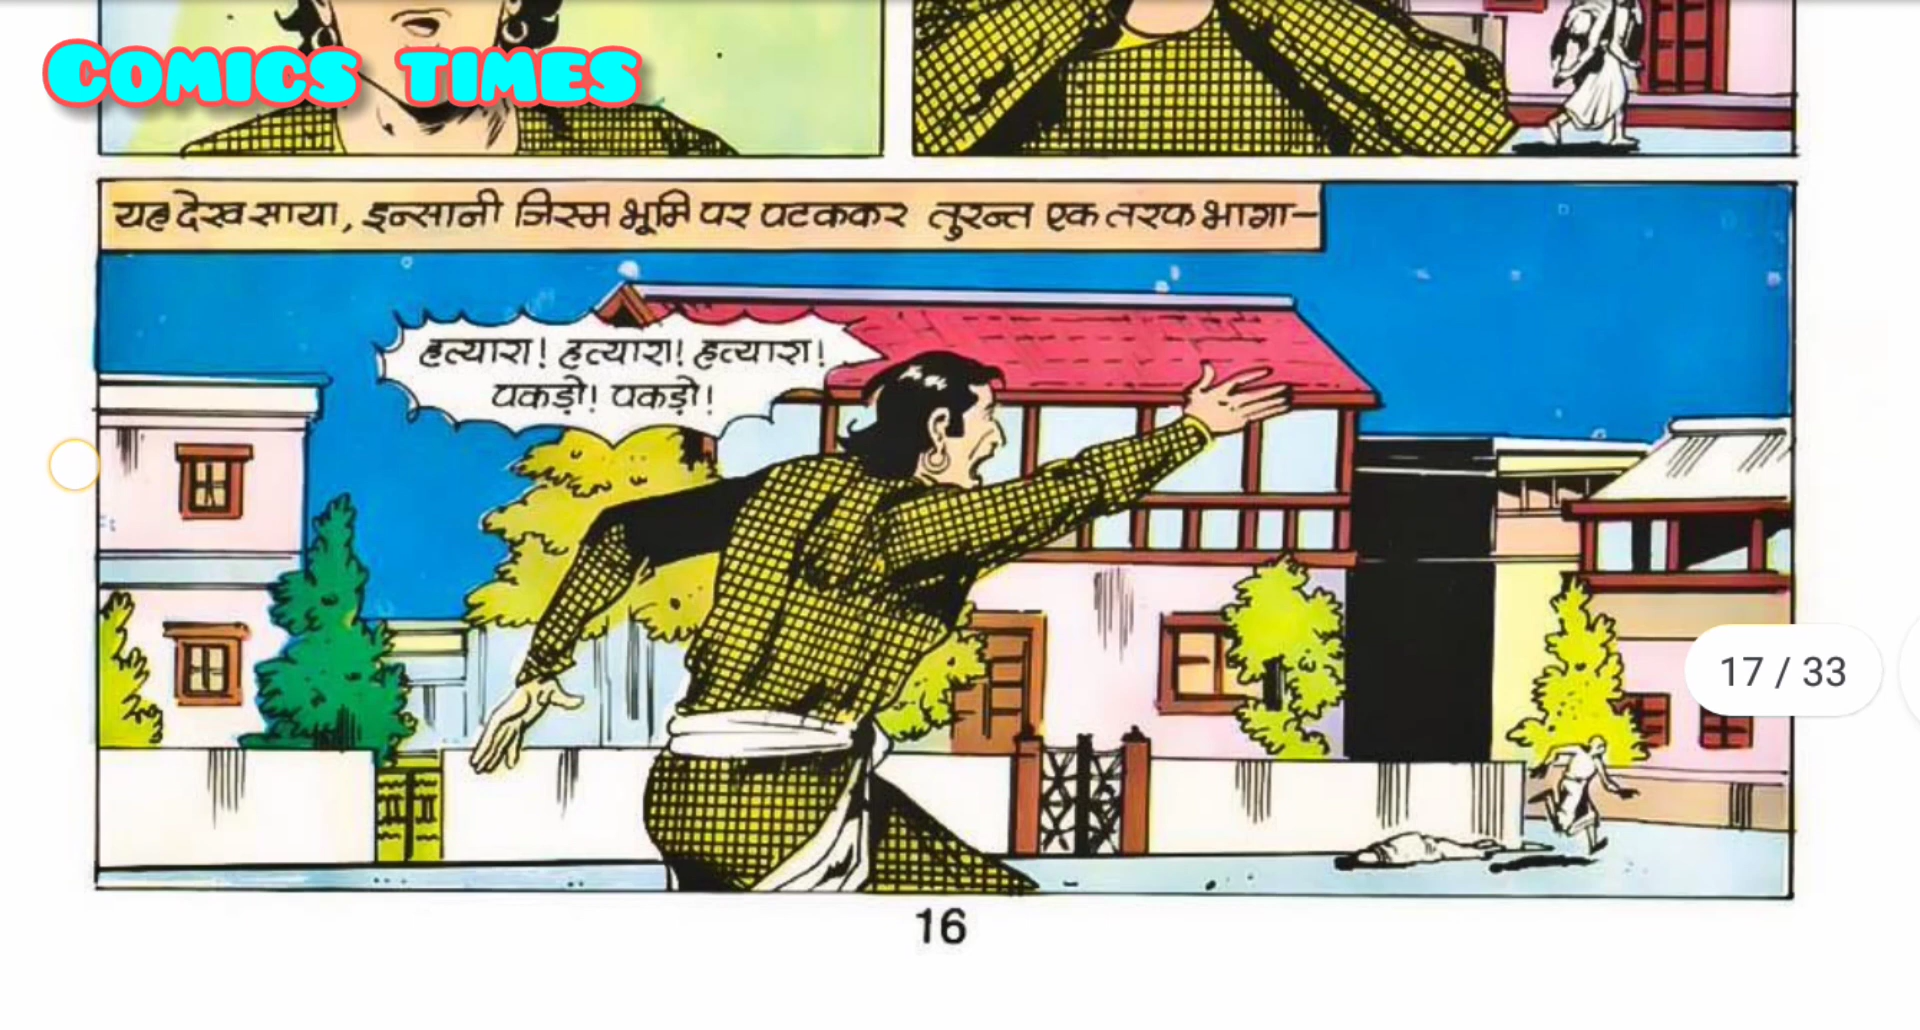 COMICS TIMES
यह देख साया, इन्सानी जिस्म भूमि पर पटककर तुरन्त एक तरफ भागा—
हत्यारा! हत्यारा! हत्यारा!
पकड़ो! पकड़ो!
17 / 33
16